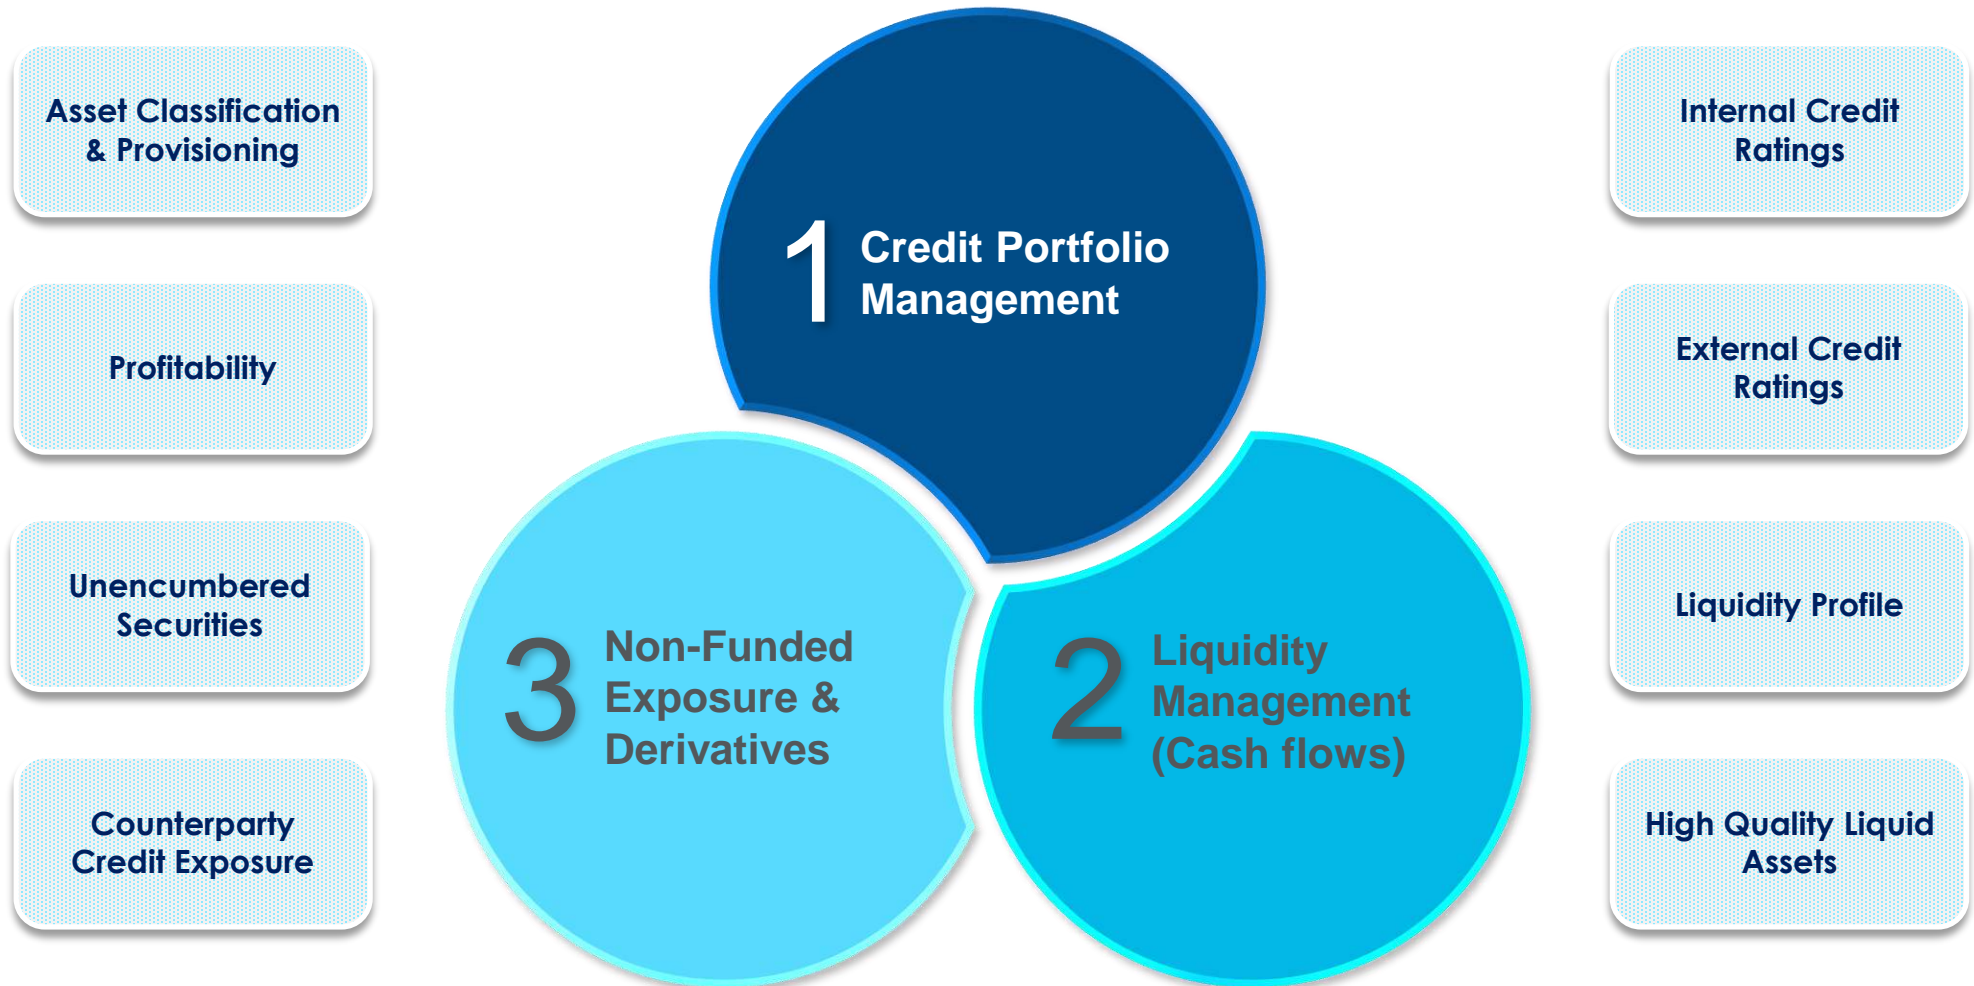 Asset Classification
& Provisioning
Profitability
Unencumbered
Securities
Counterparty
Credit Exposure
1
Credit Portfolio
Management
3
Non-Funded
Exposure &
Derivatives
2
Liquidity
Management
(Cash flows)
Internal Credit
Ratings
External Credit
Ratings
Liquidity Profile
High Quality Liquid
Assets